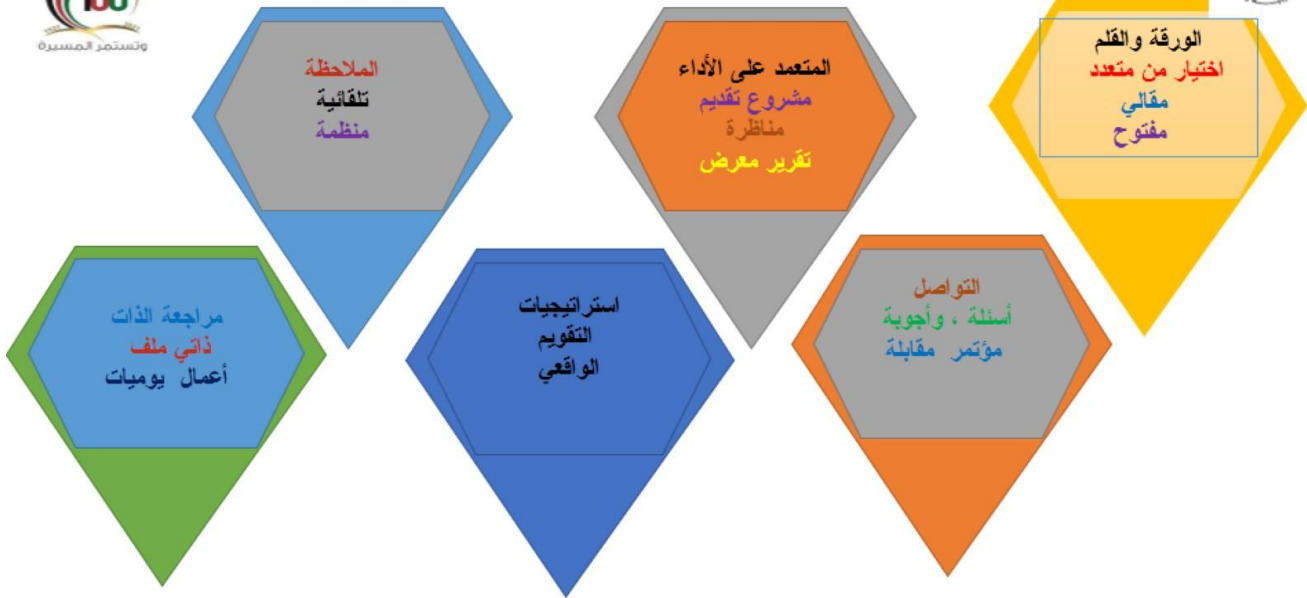 100
وتستمر المسيرة
الورقة والقلم
اختيار من متعدد
مقالي
مفتوح
المتعمد على الأداء
مشروع تقديم
مناظرة
تقرير معرض
الملاحظة
تلقائية
منظمة
التواصل
أسئلة ، وأجوبة
مؤتمر مقابلة
استراتيجيات
التقويم
الواقعي
مراجعة الذات
ذاتي ملف
أعمال يوميات